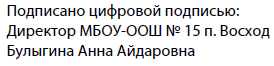 Подписано цифровой подписью:
Директор МБОУ-ООШ № 15 п. Восход
Булыгина Анна Айдаровна